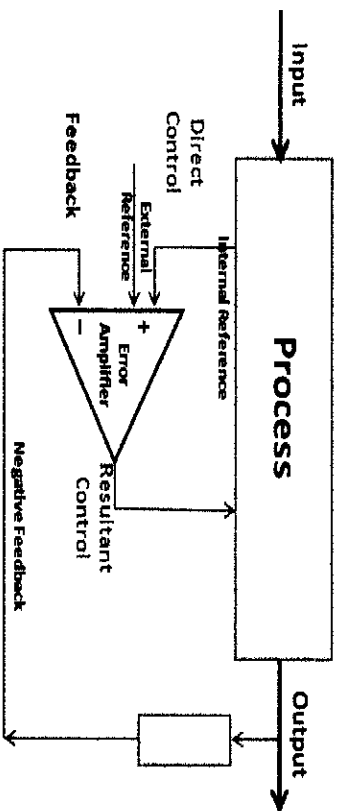 Input
Process
Output
Internal Reference
Direct
Control
External
Reference
+
Error
Amplifier
−
Feedback
Resultant
Control
Negative Feedback